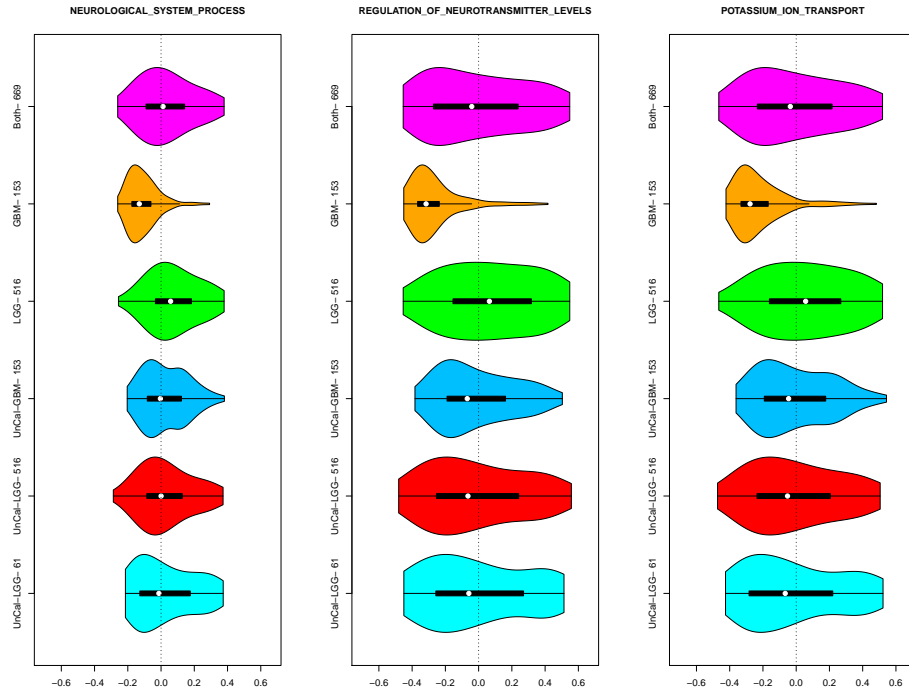 NEUROLOGICAL_SYSTEM_PROCESS
Both− 669
GBM− 153
LGG− 516
UnCal−GBM− 153
UnCal−LGG− 516
UnCal−LGG− 61
−0.6 −0.4 −0.2 0.0 0.2 0.4 0.6
REGULATION_OF_NEUROTRANSMITTER_LEVELS
Both− 669
GBM− 153
LGG− 516
UnCal−GBM− 153
UnCal−LGG− 516
UnCal−LGG− 61
−0.6 −0.4 −0.2 0.0 0.2 0.4 0.6
POTASSIUM_ION_TRANSPORT
Both− 669
GBM− 153
LGG− 516
UnCal−GBM− 153
UnCal−LGG− 516
UnCal−LGG− 61
−0.6 −0.4 −0.2 0.0 0.2 0.4 0.6